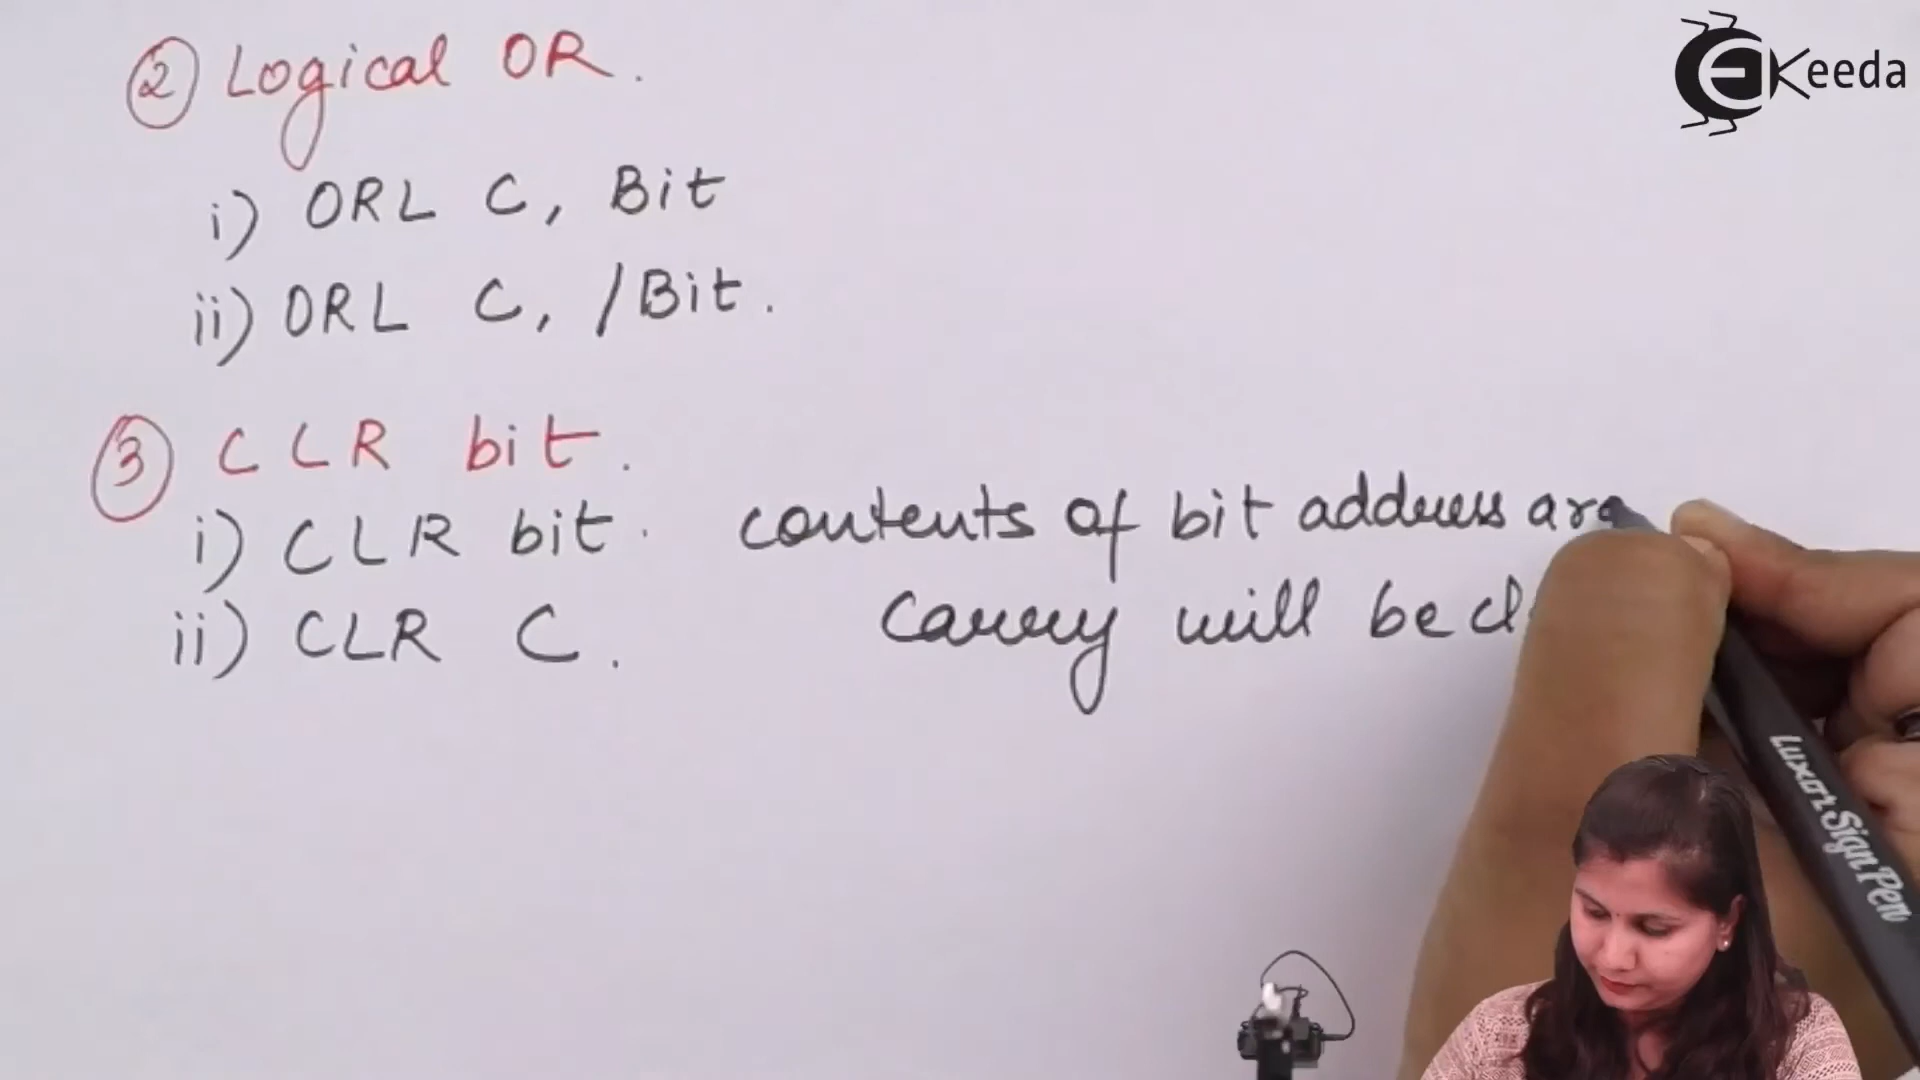 ② Logical OR.
i) ORL C, Bit
ii) ORL C, /Bit.
③ CLR bit.
i) CLR bit. contents of bit address are
ii) CLR C. Carry will be cl
Keeda
Luxor Sign Pen